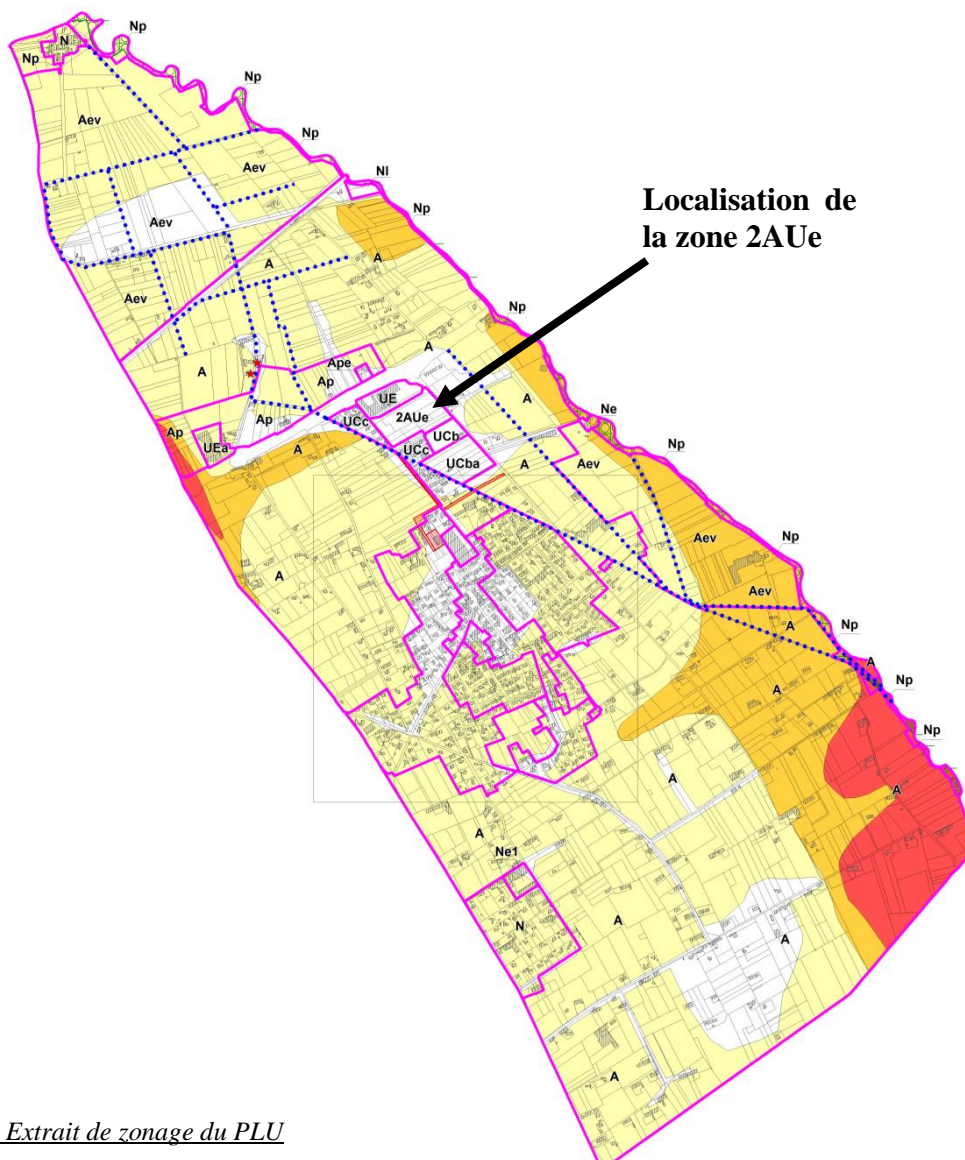 N
Np
Np
Np
Aev
Np
Aev
Nl
Aev
Np
Localisation de
la zone 2AUe
A
A
Aev
Np
A
Ape
A
Ap
UE
A
Ne
Ap
UCc
2AUe
Ap
UCb
Np
UEa
A
UCc
UCba
A
Aev
A
Aev
Aev
A
Np
A
A
Np
Np
A
A
A
Ne1
N
A
A
A
Extrait de zonage du PLU